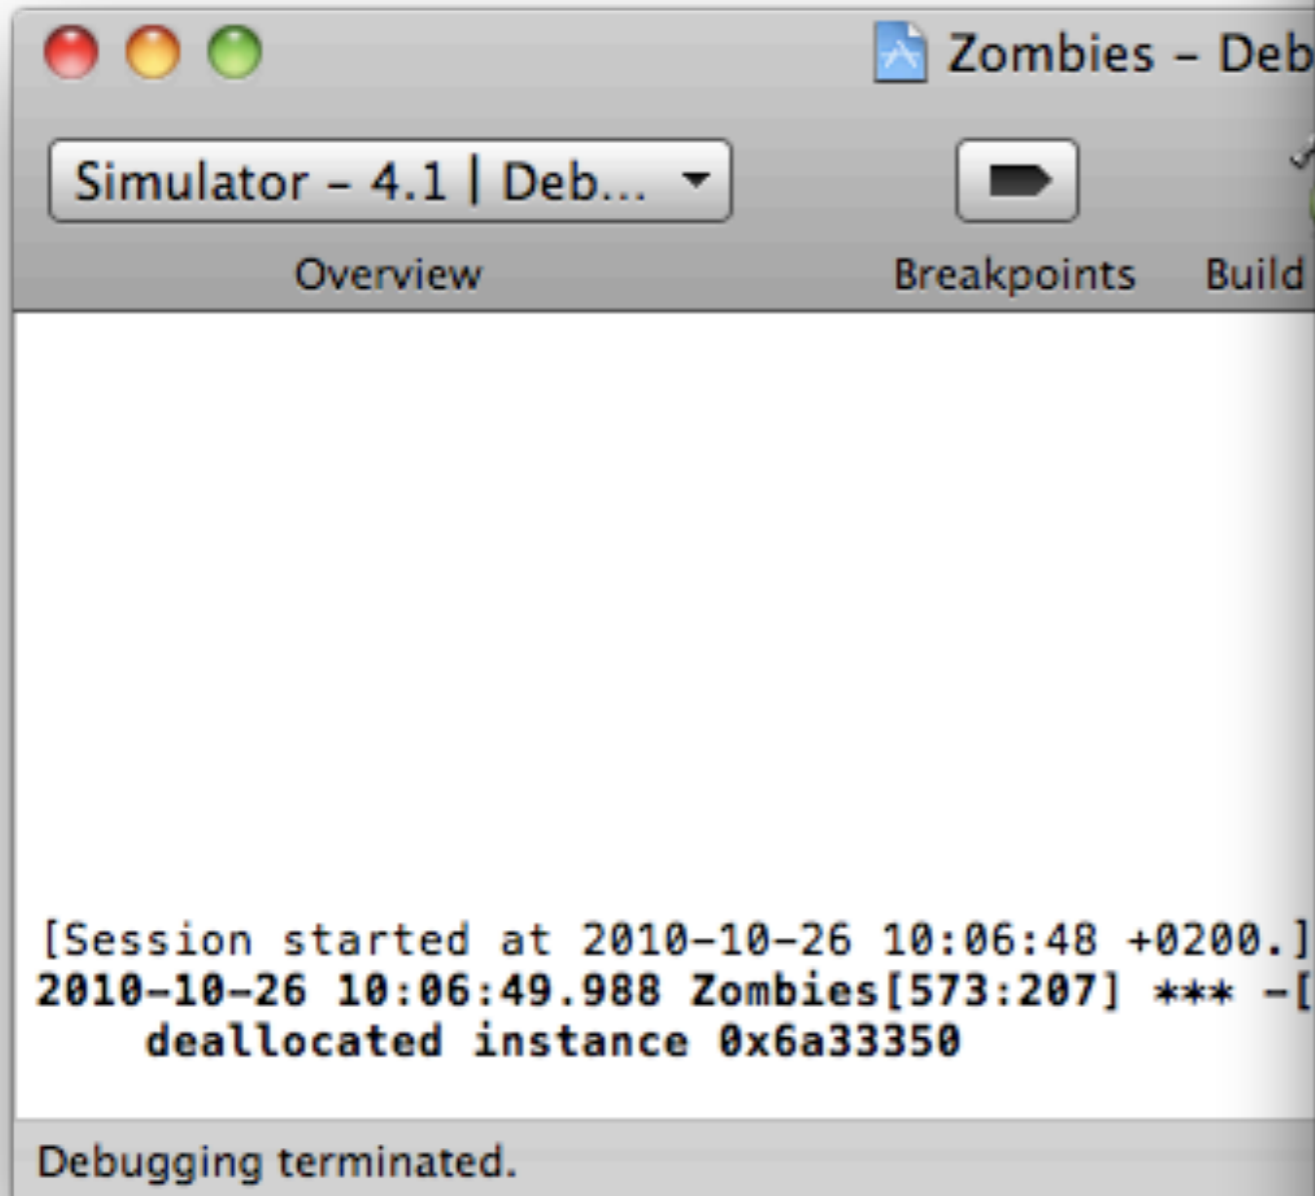 Zombies – Deb
Simulator – 4.1 | Deb...
Overview
Breakpoints
Build
[Session started at 2010-10-26 10:06:48 +0200.]
2010-10-26 10:06:49.988 Zombies[573:207] *** -[
deallocated instance 0x6a33350
Debugging terminated.